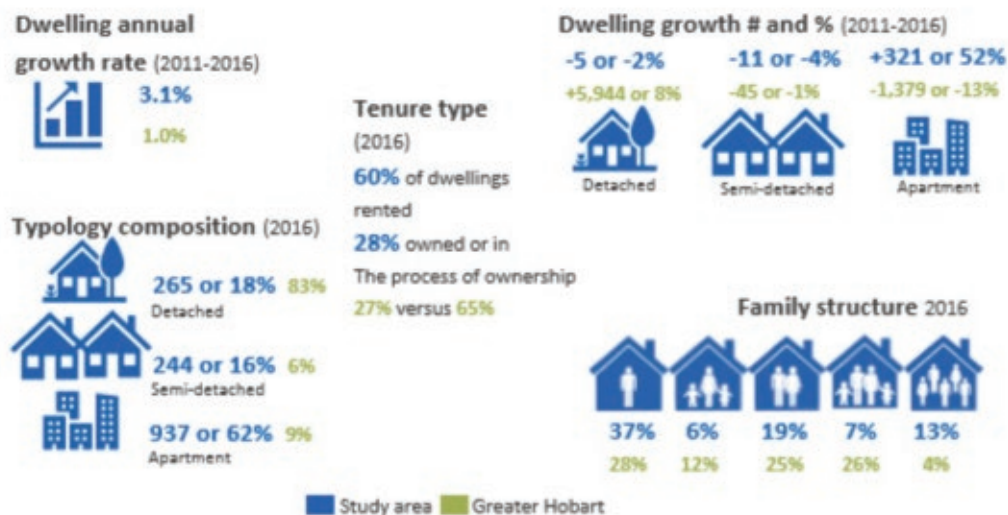 Dwelling annual
growth rate (2011-2016)
3.1%
1.0%
Typology composition (2016)
265 or 18% 83%
Detached
244 or 16% 6%
Semi-detached
937 or 62% 9%
Apartment
Tenure type
(2016)
60% of dwellings
rented
28% owned or in
The process of ownership
27% versus 65%
Dwelling growth # and % (2011-2016)
-5 or -2% -11 or -4% +321 or 52%
+5,944 or 8% -45 or -1% -1,379 or -13%
Detached Semi-detached Apartment
Family structure 2016
37% 6% 19% 7% 13%
28% 12% 25% 26% 4%
Study area Greater Hobart